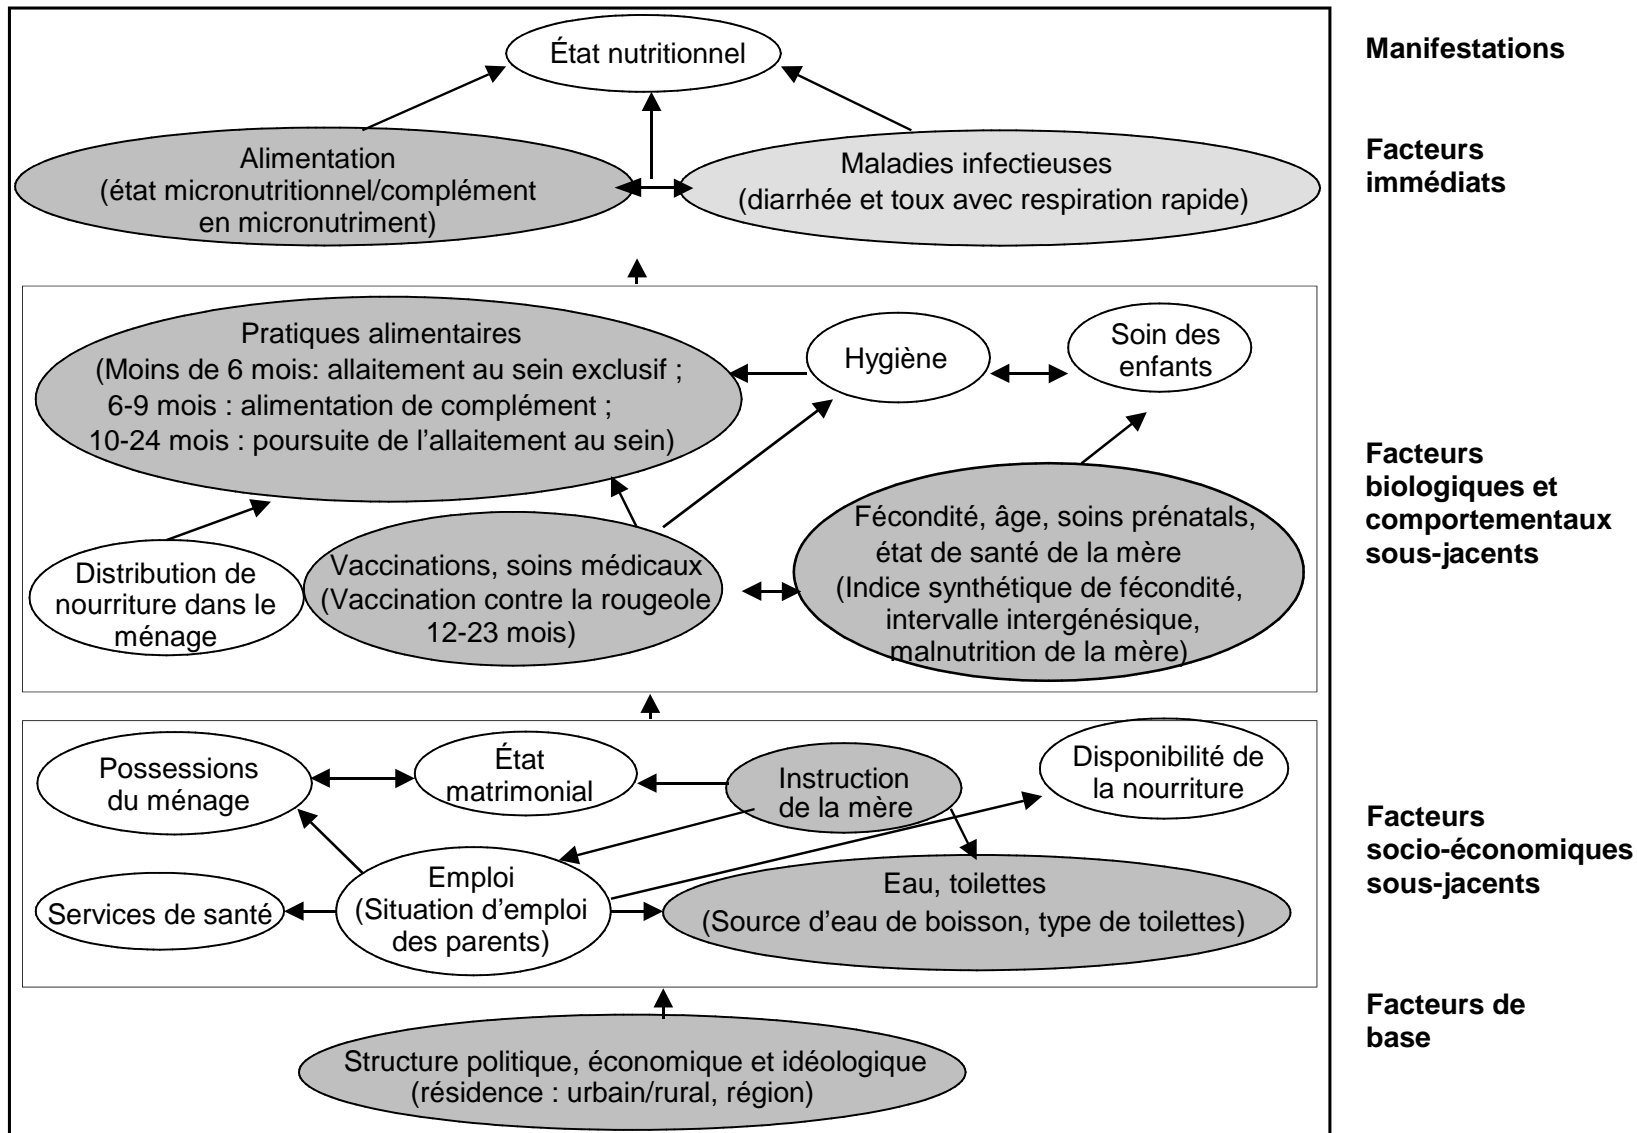 État nutritionnel
Manifestations
Alimentation
(état micronutritionnel/complément
en micronutriment)
Maladies infectieuses
(diarrhée et toux avec respiration rapide)
Facteurs
immédiats
Pratiques alimentaires
(Moins de 6 mois: allaitement au sein exclusif ;
6-9 mois : alimentation de complément ;
10-24 mois : poursuite de l’allaitement au sein)
Hygiène
Soin des
enfants
Distribution de
nourriture dans le
ménage
Vaccinations, soins médicaux
(Vaccination contre la rougeole
12-23 mois)
Fécondité, âge, soins prénatals,
état de santé de la mère
(Indice synthétique de fécondité,
intervalle intergénésique,
malnutrition de la mère)
Facteurs
biologiques et
comportementaux
sous-jacents
Possessions
du ménage
État
matrimonial
Instruction
de la mère
Disponibilité de
la nourriture
Services de santé
Emploi
(Situation d’emploi
des parents)
Eau, toilettes
(Source d’eau de boisson, type de toilettes)
Facteurs
socio-économiques
sous-jacents
Structure politique, économique et idéologique
(résidence : urbain/rural, région)
Facteurs de
base